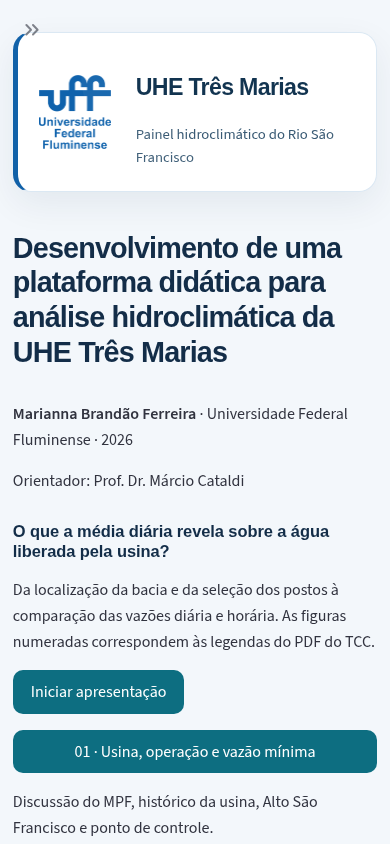 uff
Universidade
Federal
Fluminense
UHE Três Marias
Painel hidroclimático do Rio São
Francisco
Desenvolvimento de uma
plataforma didática para
análise hidroclimática da
UHE Três Marias
Marianna Brandão Ferreira · Universidade Federal
Fluminense · 2026
Orientador: Prof. Dr. Márcio Cataldi
O que a média diária revela sobre a água
liberada pela usina?
Da localização da bacia e da seleção dos postos à
comparação das vazões diária e horária. As figuras
numeradas correspondem às legendas do PDF do TCC.
Iniciar apresentação
01 · Usina, operação e vazão mínima
Discussão do MPF, histórico da usina, Alto São
Francisco e ponto de controle.